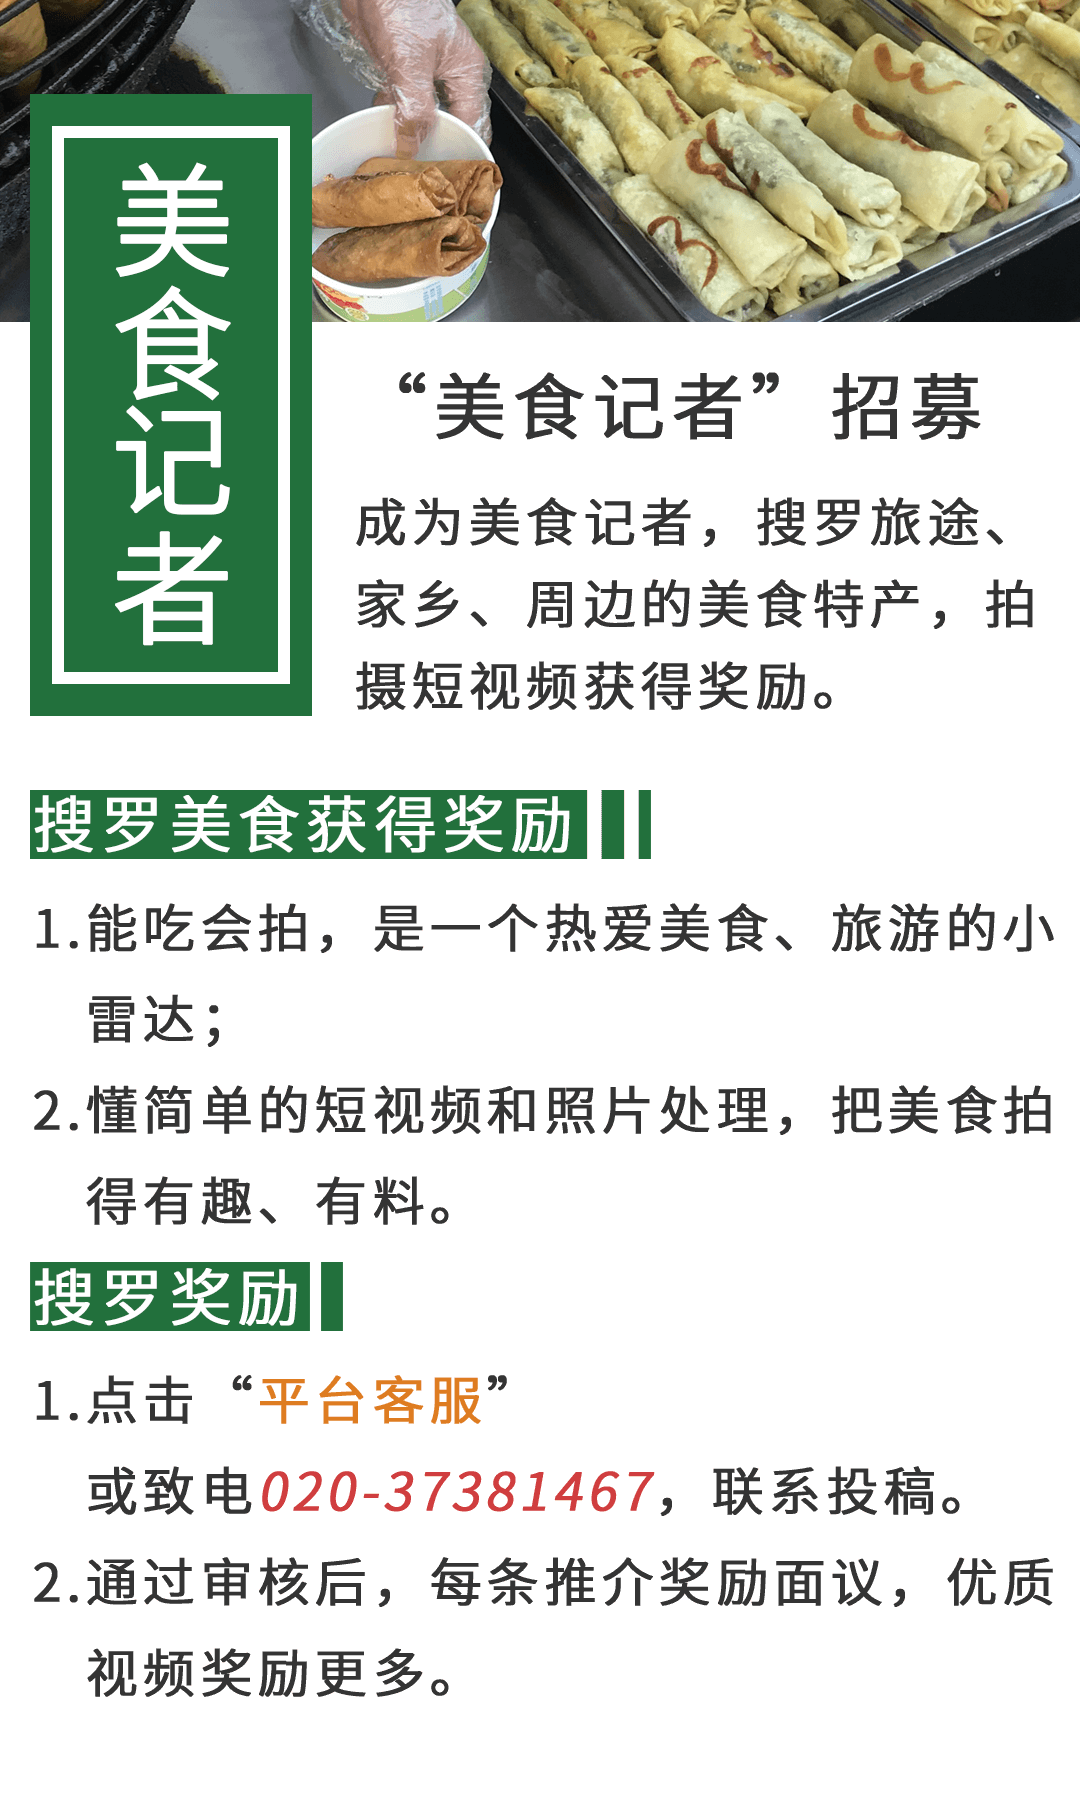 美食记者
“美食记者” 招募
成为美食记者，搜罗旅途、
家乡、周边的美食特产，拍
摄短视频获得奖励。
搜罗美食获得奖励
1.能吃会拍，是一个热爱美食、旅游的小
雷达；
2.懂简单的短视频和照片处理，把美食拍
得有趣、有料。
搜罗奖励
1.点击“平台客服”
或致电020-37381467，联系投稿。
2.通过审核后，每条推介奖励面议，优质
视频奖励更多。